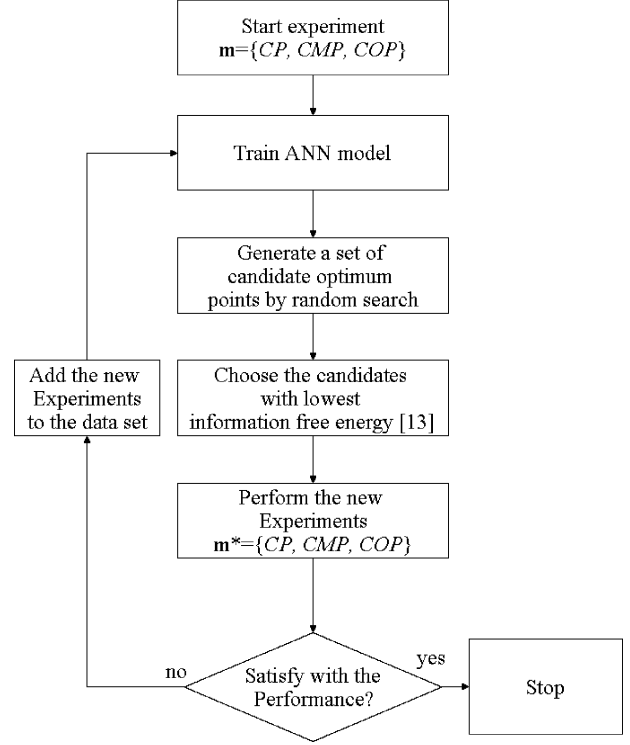 Start experiment
m={CP, CMP, COP}
Train ANN model
Generate a set of
candidate optimum
points by random search
Choose the candidates
with lowest
information free energy [13]
Add the new
Experiments
to the data set
Perform the new
Experiments
m*={CP, CMP, COP}
Satisfy with the
Performance?
no
yes
Stop